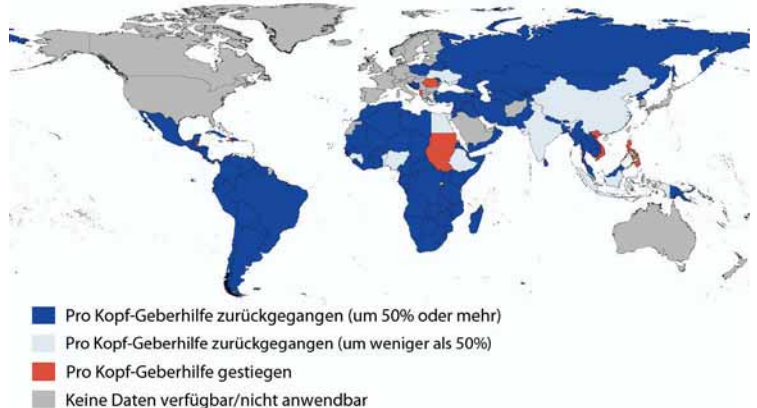 Pro Kopf-Geberhilfe zurückgegangen (um 50% oder mehr)
Pro Kopf-Geberhilfe zurückgegangen (um weniger als 50%)
Pro Kopf-Geberhilfe gestiegen
Keine Daten verfügbar/nicht anwendbar